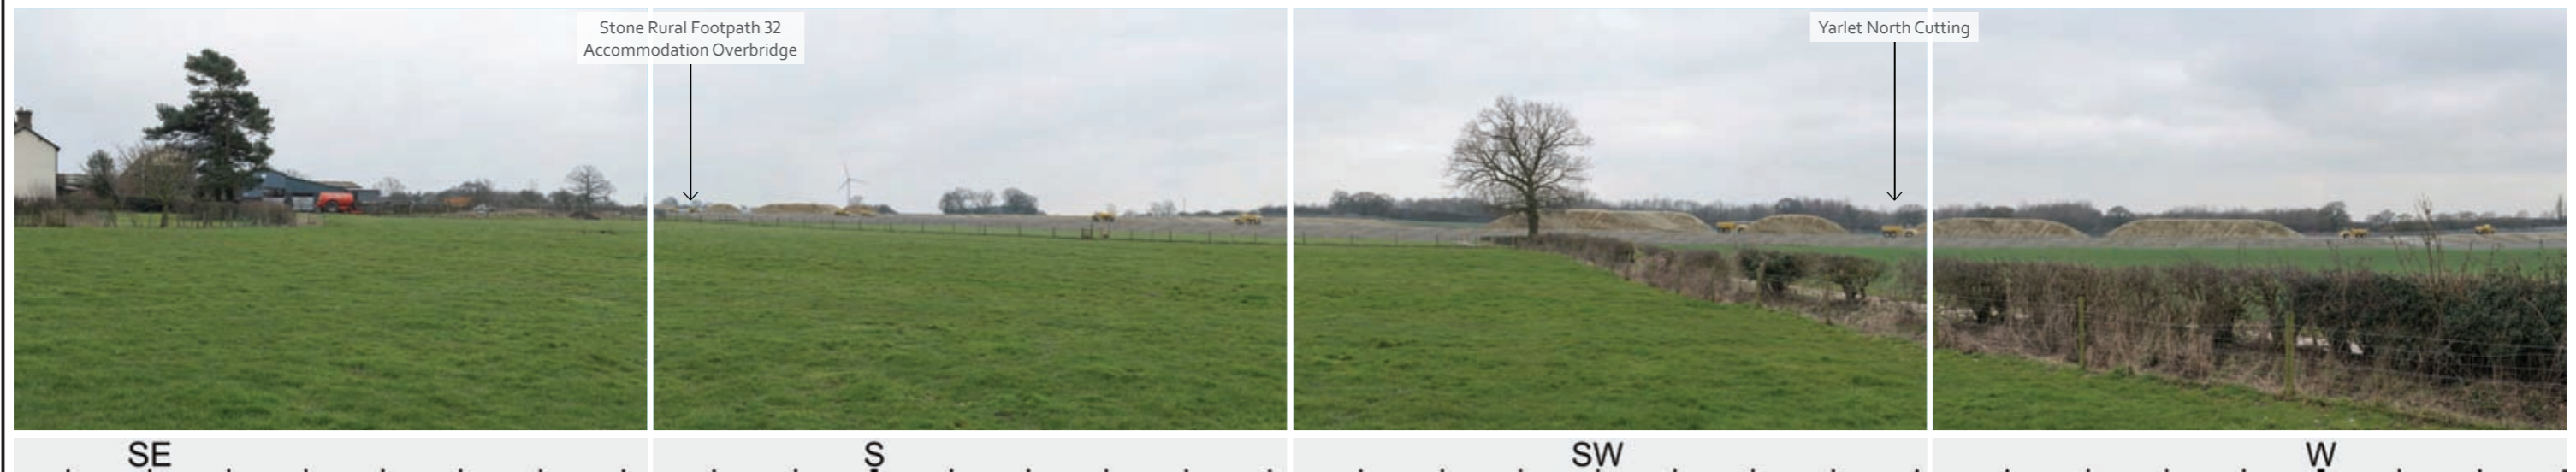 Stone Rural Footpath 32
Accommodation Overbridge
Yarlet North Cutting
SE
S
SW
W